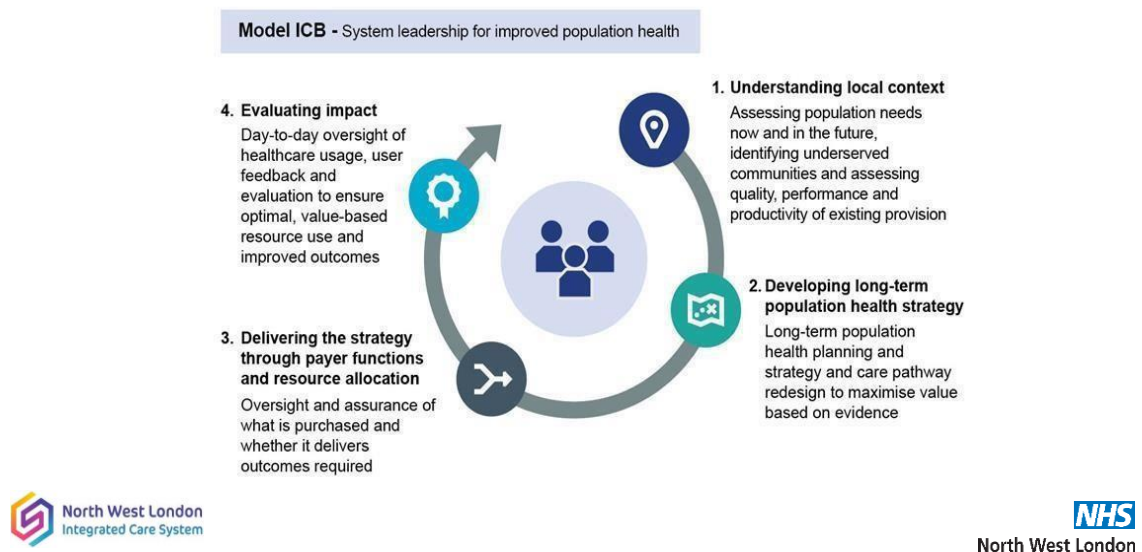 Model ICB - System leadership for improved population health
1. Understanding local context
Assessing population needs
now and in the future,
identifying underserved
communities and assessing
quality, performance and
productivity of existing provision
2. Developing long-term
population health strategy
Long-term population
health planning and
strategy and care pathway
redesign to maximise value
based on evidence
3. Delivering the strategy
through payer functions
and resource allocation
Oversight and assurance of
what is purchased and
whether it delivers
outcomes required
4. Evaluating impact
Day-to-day oversight of
healthcare usage, user
feedback and
evaluation to ensure
optimal, value-based
resource use and
improved outcomes
North West London
Integrated Care System
NHS
North West London